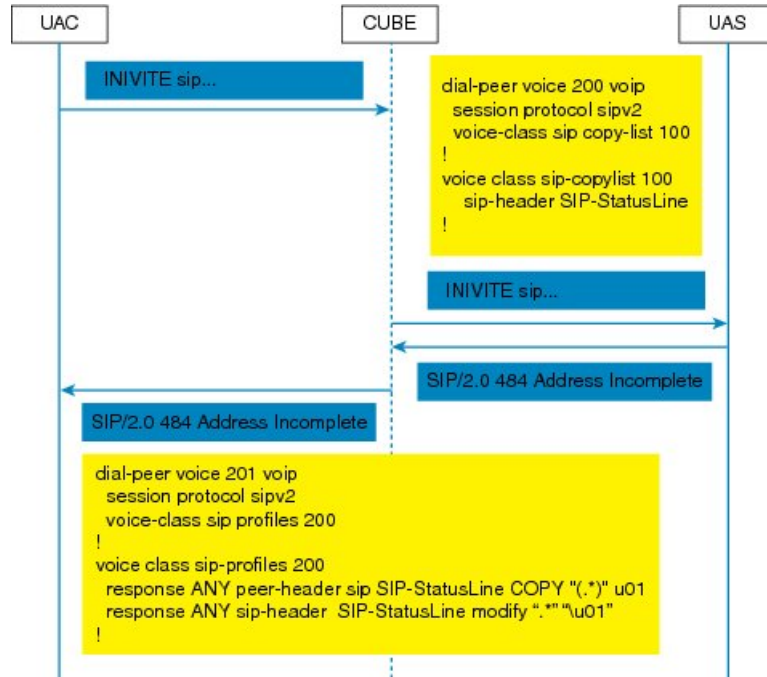 UAC
CUBE
UAS
INIVITE sip...
dial-peer voice 200 voip
session protocol sipv2
voice-class sip copy-list 100
!
voice class sip-copylist 100
sip-header SIP-StatusLine
!
INIVITE sip...
SIP/2.0 484 Address Incomplete
SIP/2.0 484 Address Incomplete
dial-peer voice 201 voip
session protocol sipv2
voice-class sip profiles 200
!
voice class sip-profiles 200
response ANY peer-header sip SIP-StatusLine COPY "(.*)" u01
response ANY sip-header SIP-StatusLine modify “.*” “\u01”
!